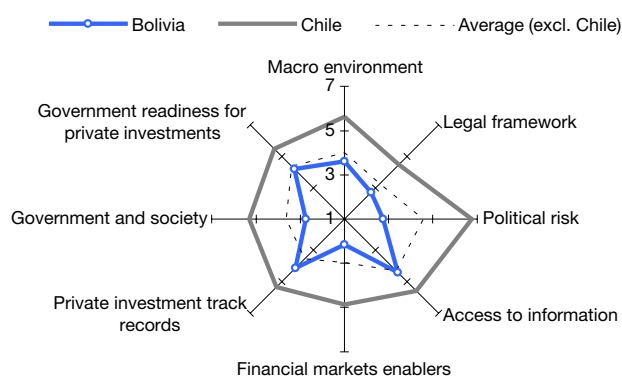 Bolivia Chile Average (excl. Chile)
Macro environment
7
Government readiness for
private investments
Legal framework
5
3
Government and society
1
Political risk
Private investment track
records
Access to information
Financial markets enablers